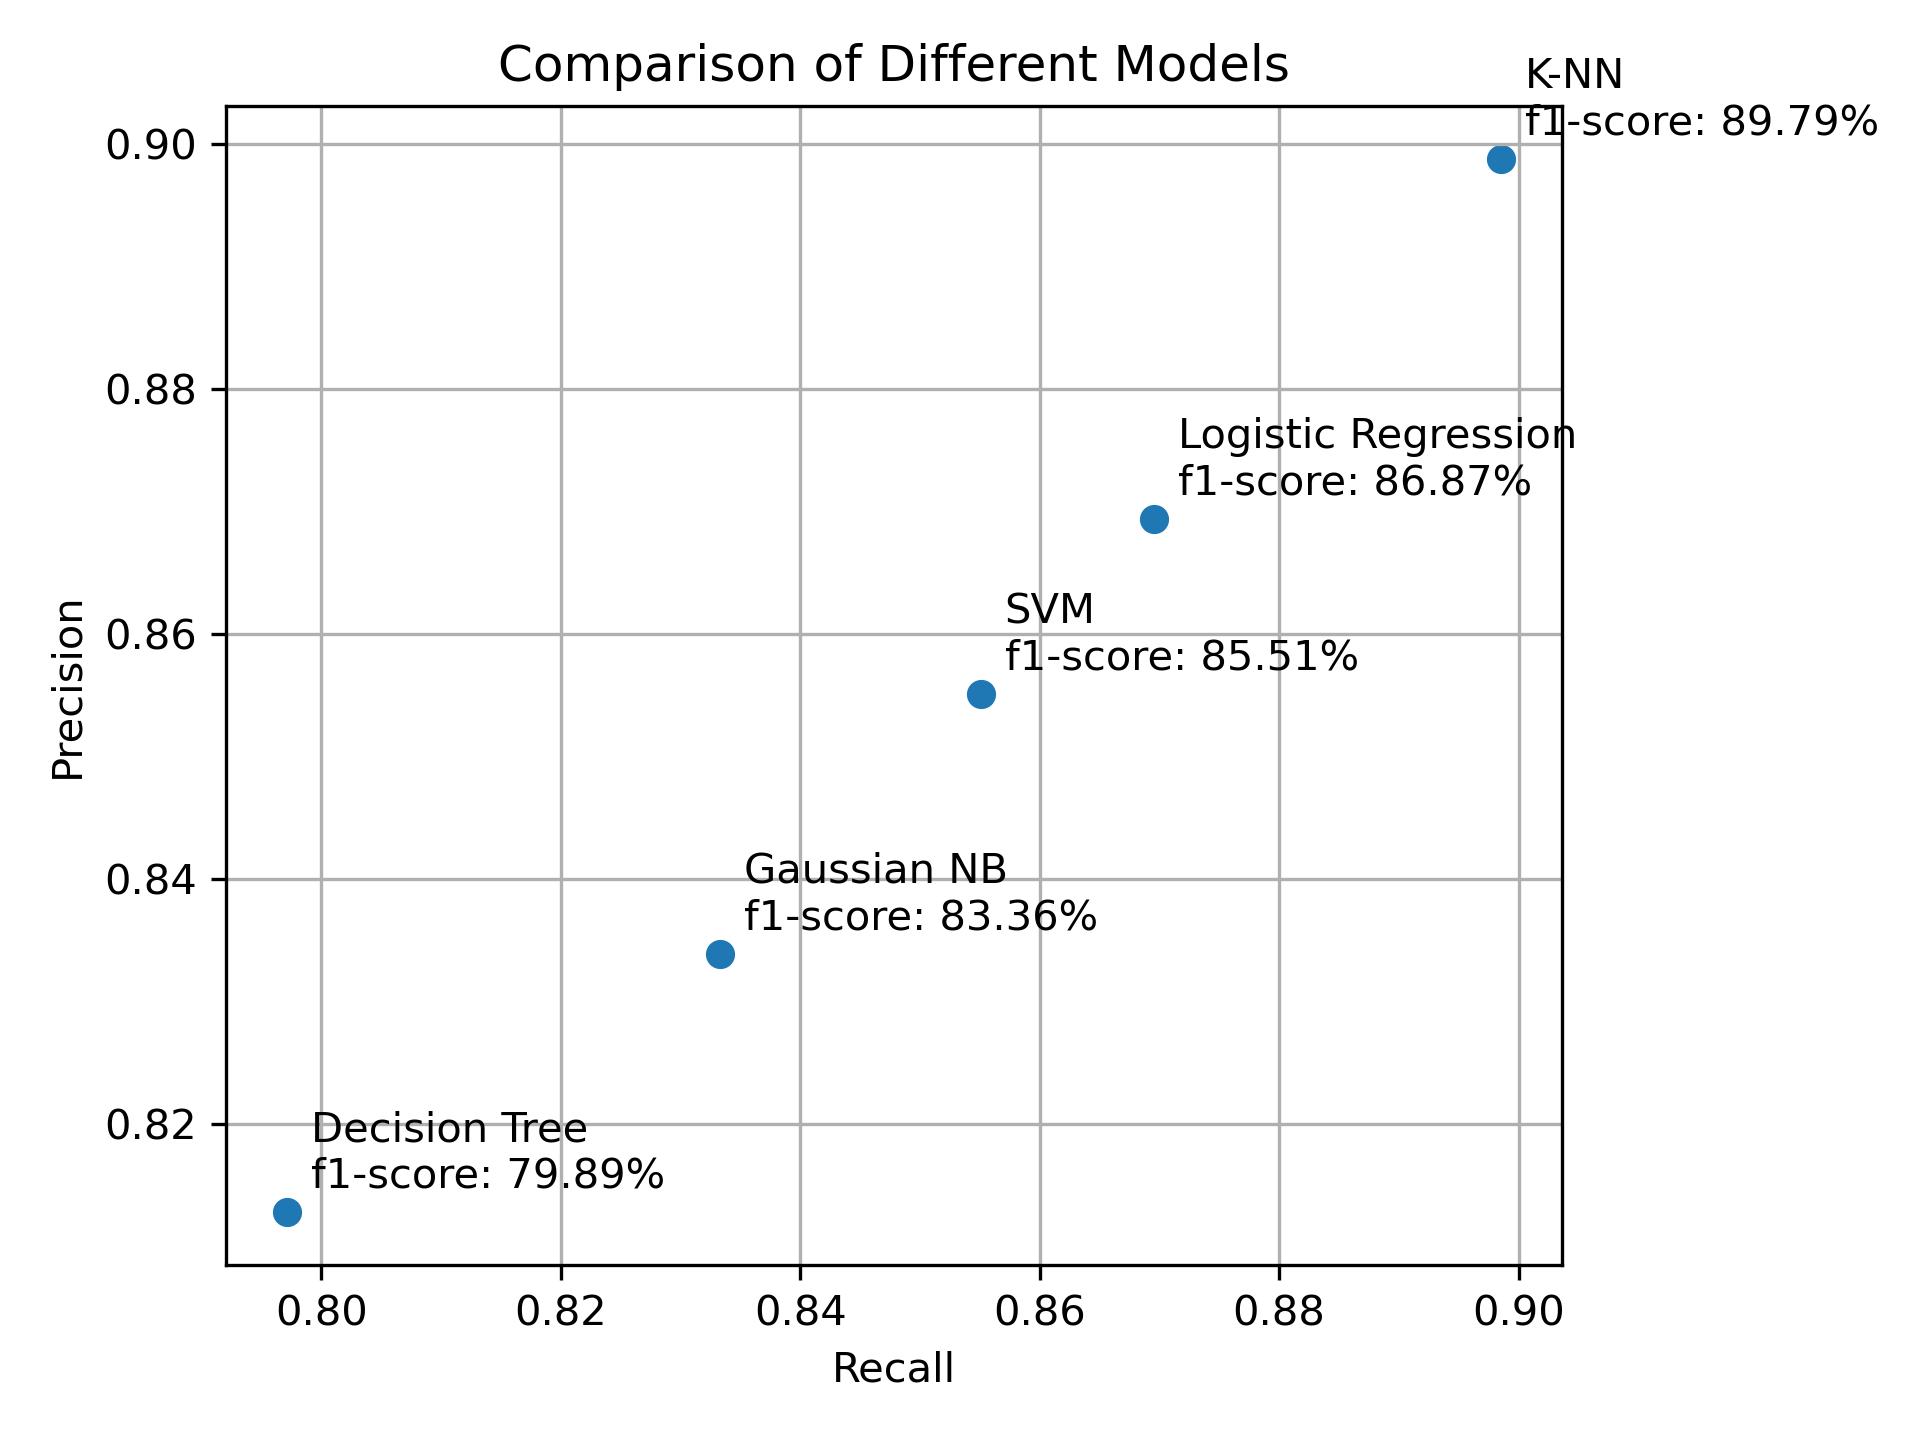 Comparison of Different Models
K-NN
f1-score: 89.79%
0.90
0.88
Logistic Regression
f1-score: 86.87%
SVM
0.86
f1-score: 85.51%
Precision
Gaussian NB
0.84
f1-score: 83.36%
0.82
Decision Tree
f1-score: 79.89%
0.80 0.82 0.84 0.86 0.88 0.90
Recall